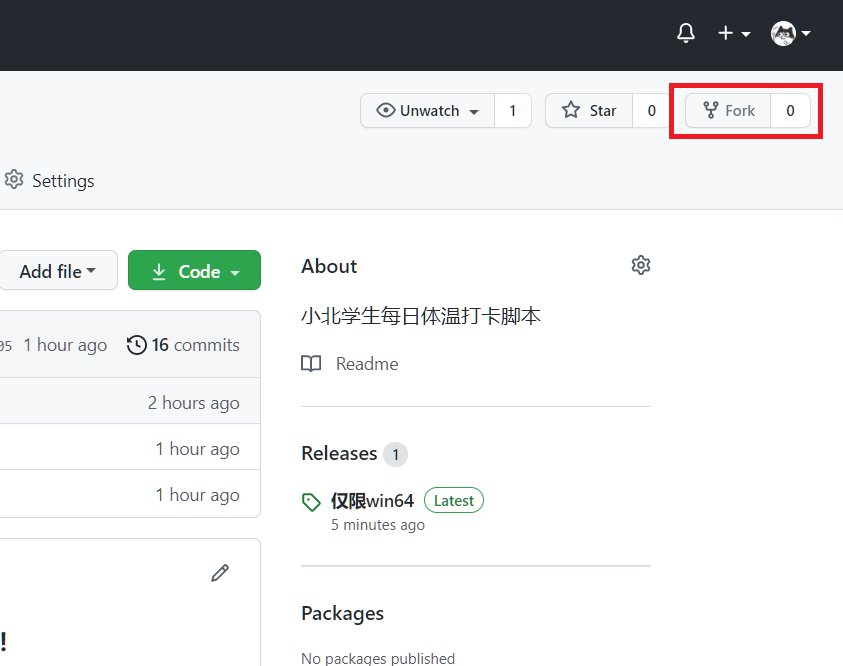 Unwatch 1 Star 0 Fork 0
Settings
Add file Code
About
小北学生每日体温打卡脚本
95 1 hour ago 16 commits
Readme
2 hours ago
1 hour ago
1 hour ago
Releases 1
仅限win64 Latest
5 minutes ago
Packages
!
No packages published